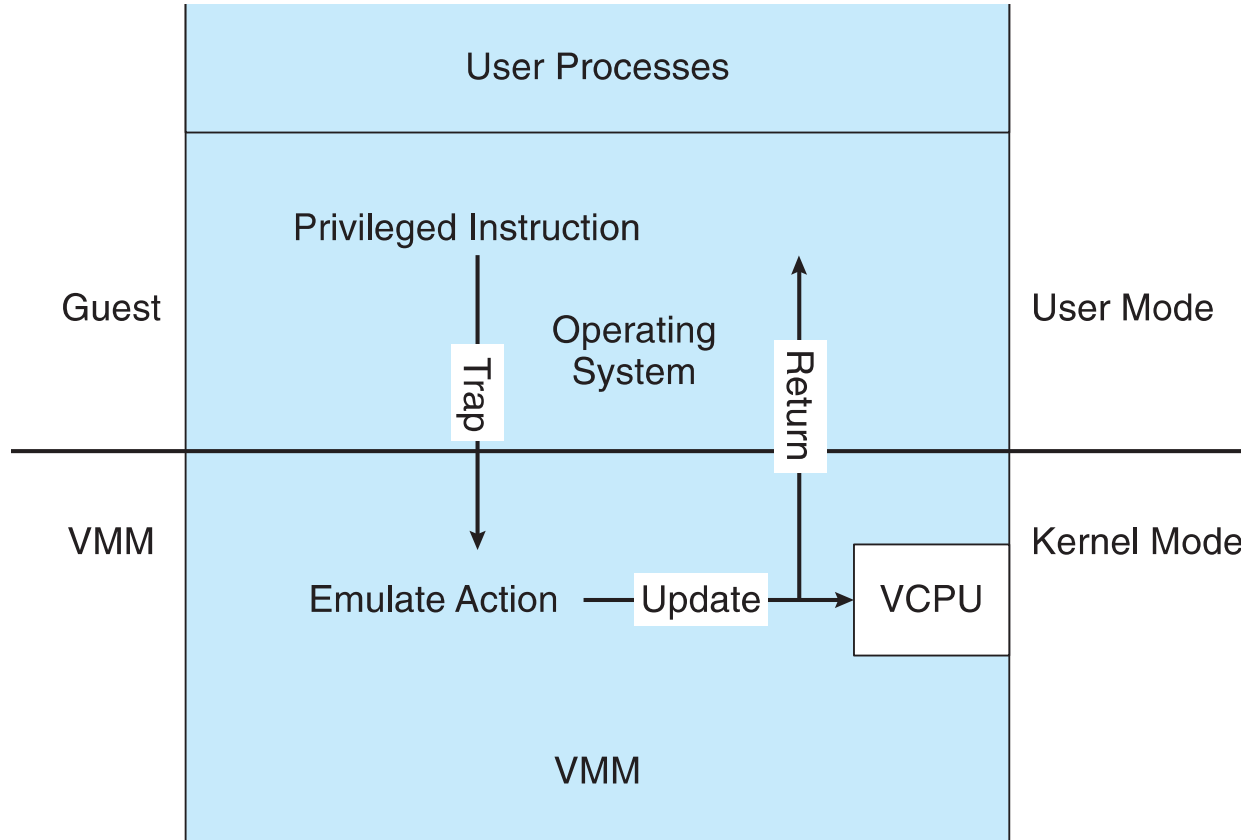 User Processes
Privileged Instruction
Guest
User Mode
Operating
System
Trap
Return
VMM
Kernel Mode
Emulate Action
Update
VCPU
VMM